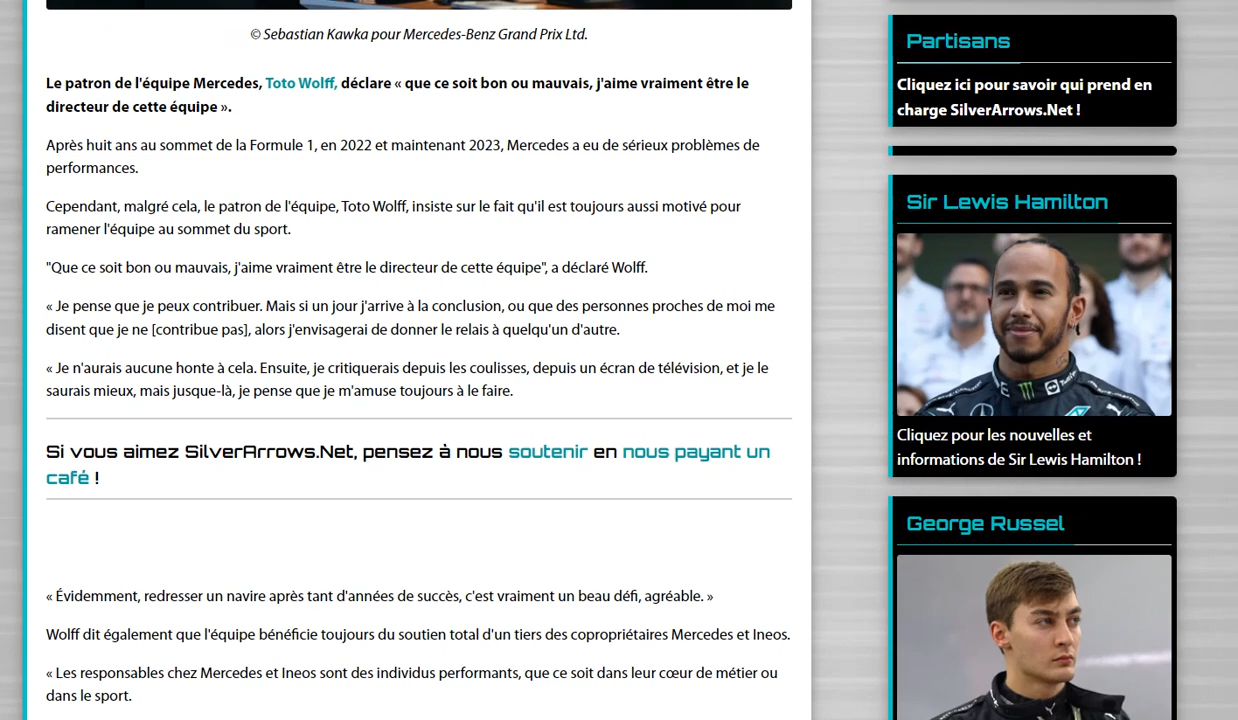 © Sebastian Kawka pour Mercedes-Benz Grand Prix Ltd.
Le patron de l'équipe Mercedes, Toto Wolff, déclare « que ce soit bon ou mauvais, j'aime vraiment être le
directeur de cette équipe ».
Après huit ans au sommet de la Formule 1, en 2022 et maintenant 2023, Mercedes a eu de sérieux problèmes de
performances.
Cependant, malgré cela, le patron de l'équipe, Toto Wolff, insiste sur le fait qu'il est toujours aussi motivé pour
ramener l'équipe au sommet du sport.
"Que ce soit bon ou mauvais, j'aime vraiment être le directeur de cette équipe", a déclaré Wolff.
« Je pense que je peux contribuer. Mais si un jour j'arrive à la conclusion, ou que des personnes proches de moi me
disent que je ne [contribue pas], alors j'envisagerai de donner le relais à quelqu'un d'autre.
« Je n'aurais aucune honte à cela. Ensuite, je critiquerais depuis les coulisses, depuis un écran de télévision, et je le
saurais mieux, mais jusque-là, je pense que je m'amuse toujours à le faire.
Si vous aimez SilverArrows.Net, pensez à nous soutenir en nous payant un
café !
« Évidemment, redresser un navire après tant d'années de succès, c'est vraiment un beau défi, agréable. »
Wolff dit également que l'équipe bénéficie toujours du soutien total d'un tiers des copropriétaires Mercedes et Ineos.
« Les responsables chez Mercedes et Ineos sont des individus performants, que ce soit dans leur cœur de métier ou
dans le sport.
Partisans
Cliquez ici pour savoir qui prend en
charge SilverArrows.Net !
Sir Lewis Hamilton
Cliquez pour les nouvelles et
informations de Sir Lewis Hamilton !
George Russel